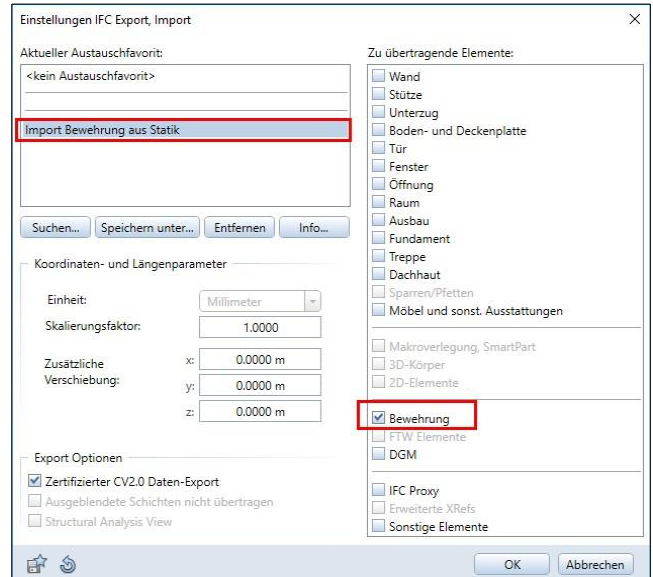 Einstellungen IFC Export, Import
Aktueller Austauschfavorit:
<kein Austauschfavorit>
Import Bewehrung aus Statik
Suchen... Speichern unter... Entfernen Info...
Koordinaten- und Längenparameter
Einheit: Millimeter
Skalierungsfaktor: 1.0000
Zusätzliche Verschiebung:
x: 0.0000 m
y: 0.0000 m
z: 0.0000 m
Export Optionen
Zertifizierter CV2.0 Daten-Export
Ausgeblendete Schichten nicht übertragen
Structural Analysis View
Zu übertragende Elemente:
Wand
Stütze
Unterzug
Boden- und Deckenplatte
Tür
Fenster
Öffnung
Raum
Ausbau
Fundament
Treppe
Dachhaut
Sparren/Pfetten
Möbel und sonst. Ausstattungen
Makroverlegung, SmartPart
3D-Körper
2D-Elemente
Bewehrung
FTW Elemente
DGM
IFC Proxy
Erweiterte XRefs
Sonstige Elemente
OK Abbrechen